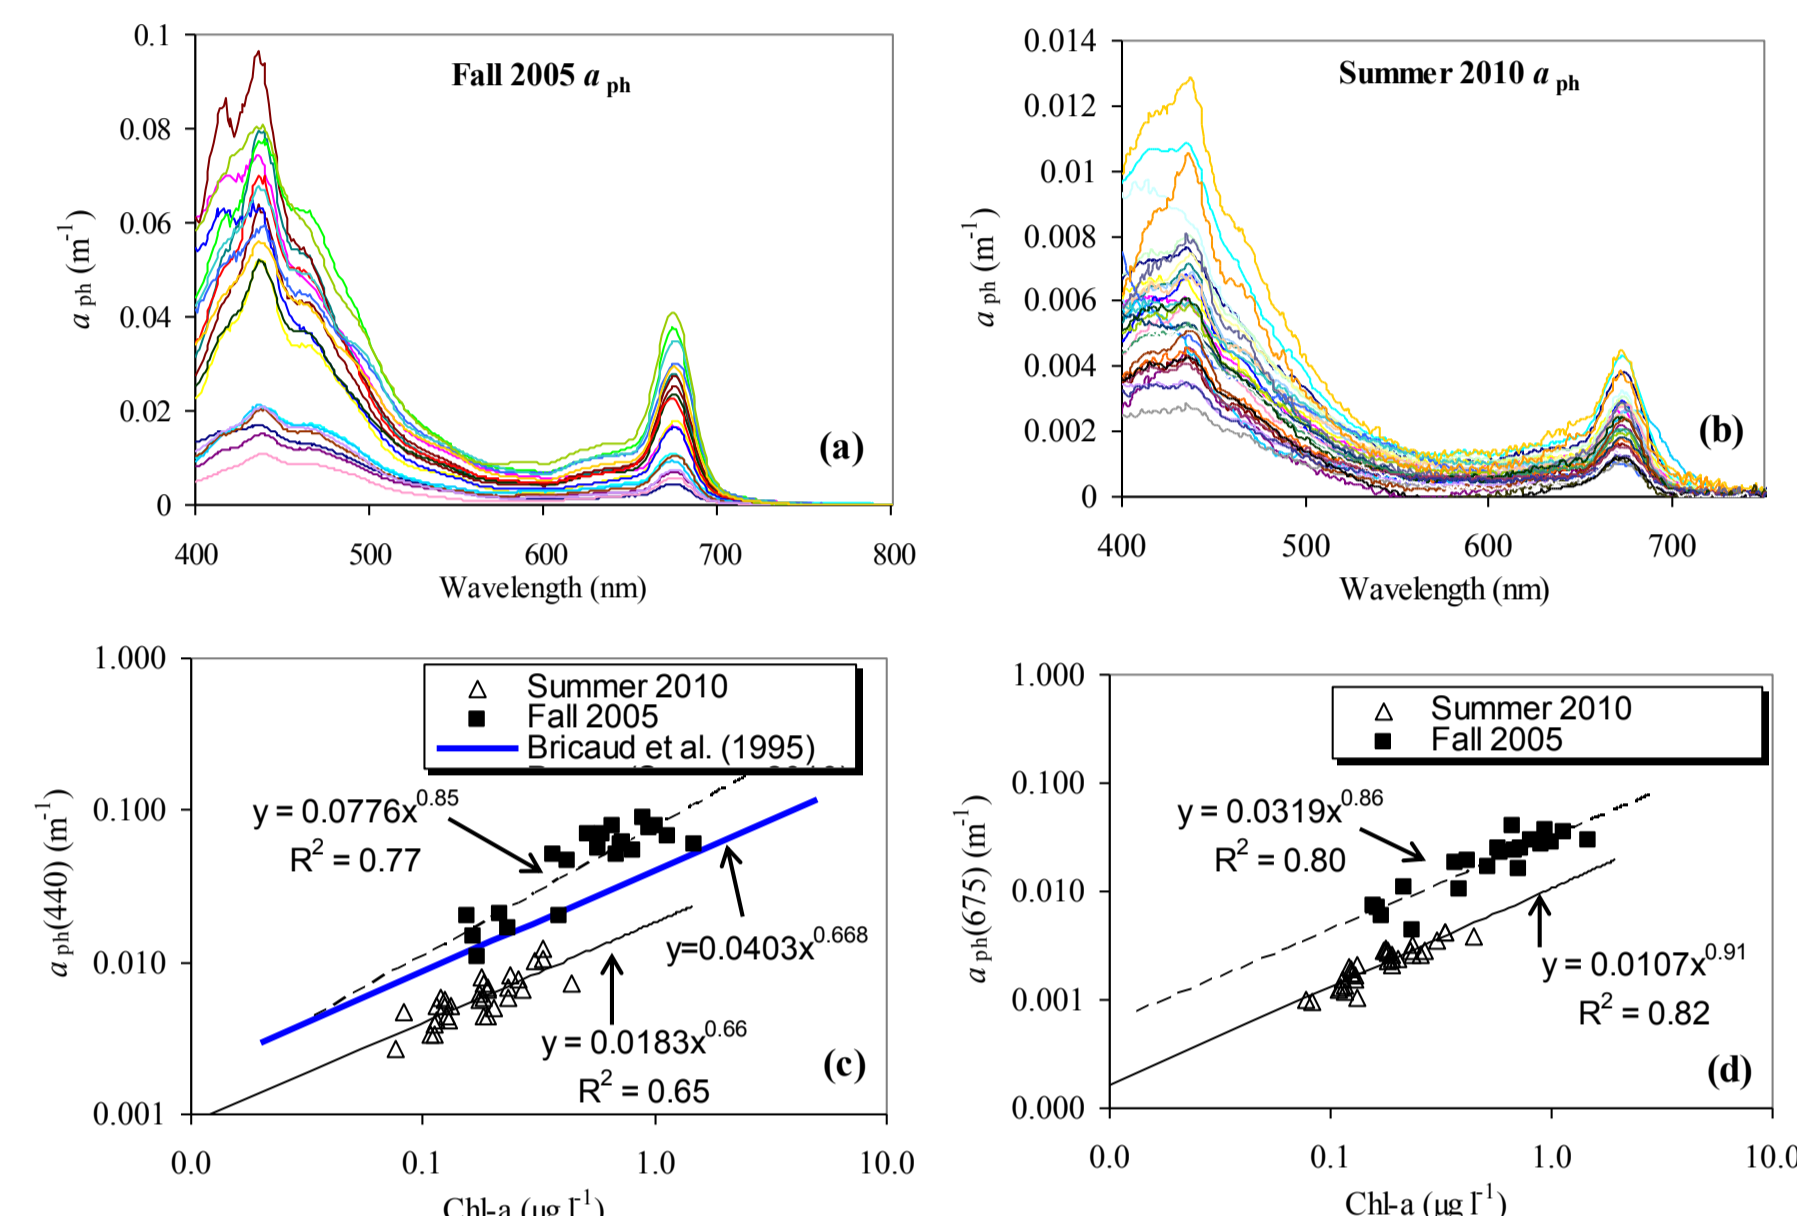 Fall 2005 a ph
0.1
0.08
0.06
0.04
0.02
0
a ph (m-1)
(a)
400 500 600 700 800
Wavelength (nm)
Summer 2010 a ph
0.014
0.012
0.01
0.008
0.006
0.004
0.002
0
a ph (m-1)
(b)
400 500 600 700
Wavelength (nm)
1.000
0.100
0.010
0.001
a ph(440) (m-1)
Summer 2010
Fall 2005
Bricaud et al. (1995)
y = 0.0776x0.85
R2 = 0.77
y=0.0403x0.668
y = 0.0183x0.66
R2 = 0.65
(c)
0.0 0.1 1.0 10.0
Chl-a (μg l-1)
1.000
0.100
0.010
0.001
0.000
a ph(675) (m-1)
Summer 2010
Fall 2005
y = 0.0319x0.86
R2 = 0.80
y = 0.0107x0.91
R2 = 0.82
(d)
0.0 0.1 1.0 10.0
Chl-a (μg l-1)